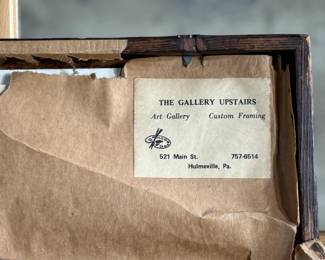 THE GALLERY UPSTAIRS
Art Gallery Custom Framing
521 Main St. 757-6514
Hulmeville, Pa.